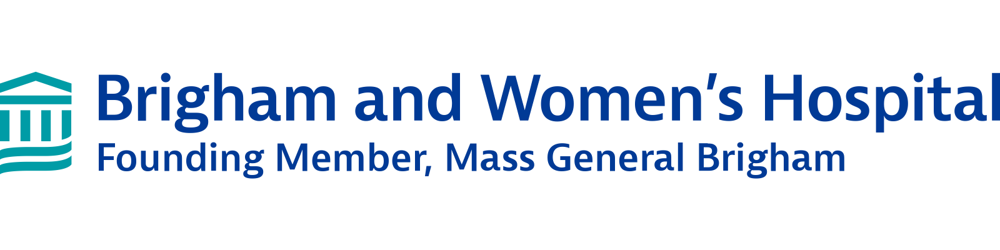 Brigham and Women’s Hospital
Founding Member, Mass General Brigham